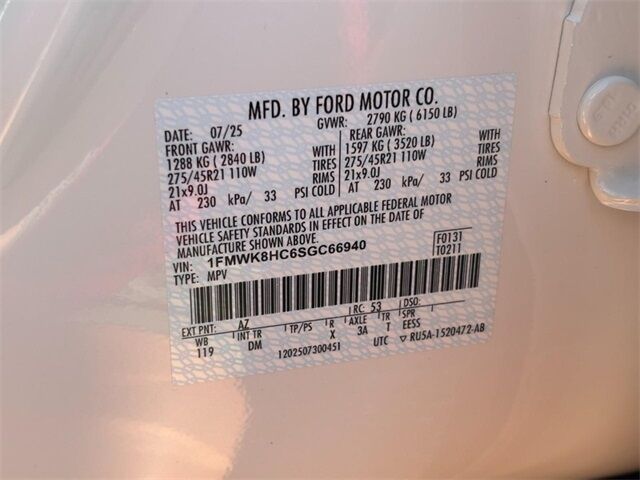 MFD. BY FORD MOTOR CO.
DATE: 07/25 GVWR: 2790 KG ( 6150 LB)
FRONT GAWR: REAR GAWR:
1288 KG ( 2840 LB) WITH 1597 KG ( 3520 LB) WITH
275/45R21 110W TIRES 275/45R21 110W TIRES
21x9.0J RIMS 21x9.0J RIMS
AT 230 kPa/ 33 PSI COLD AT 230 kPa/ 33 PSI COLD
THIS VEHICLE CONFORMS TO ALL APPLICABLE FEDERAL MOTOR
VEHICLE SAFETY STANDARDS IN EFFECT ON THE DATE OF
MANUFACTURE SHOWN ABOVE.
VIN: 1FMWK8HC6SGC66940 F0131
TYPE: MPV T0211
EXT PNT: AZ RC: 53 DSO:
WB INT TR TP/PS R AXLE TR SPR
119 DM X 3A T EESS
1202507300451 UTC ▽ RU5A-1520472-AB